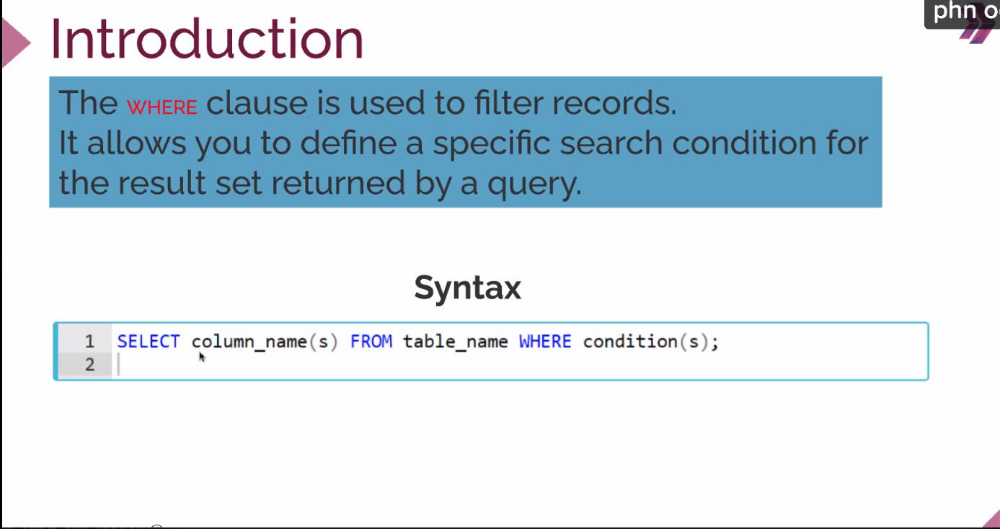 phn o
Introduction
The WHERE clause is used to filter records.
It allows you to define a specific search condition for
the result set returned by a query.
Syntax
1 SELECT column_name(s) FROM table_name WHERE condition(s);
2